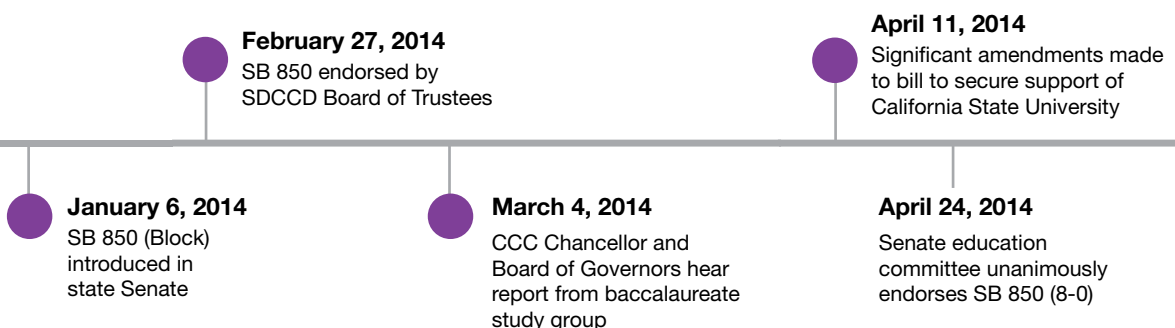 February 27, 2014
SB 850 endorsed by
SDCCD Board of Trustees
April 11, 2014
Significant amendments made
to bill to secure support of
California State University
January 6, 2014
SB 850 (Block)
introduced in
state Senate
March 4, 2014
CCC Chancellor and
Board of Governors hear
report from baccalaureate
study group
April 24, 2014
Senate education
committee unanimously
endorses SB 850 (8-0)